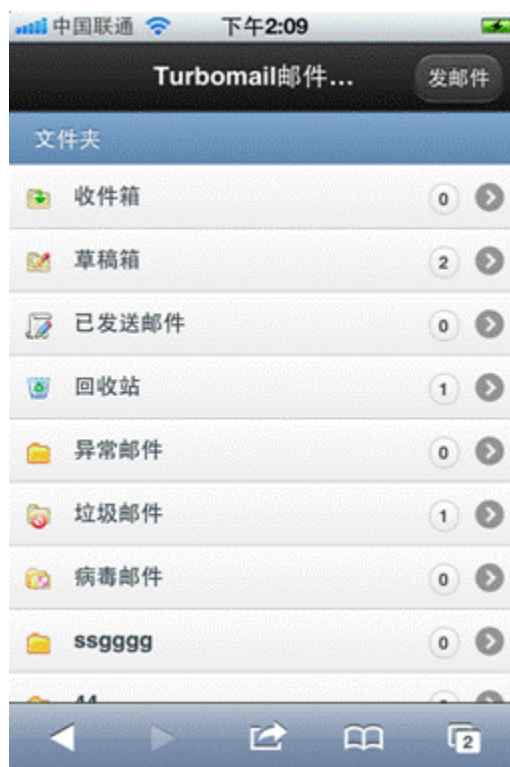 中国联通 下午2:09
Turbomail邮件... 发邮件
文件夹
收件箱 0
草稿箱 2
已发送邮件 0
回收站 1
异常邮件 0
垃圾邮件 1
病毒邮件 0
ssgggg 0
2